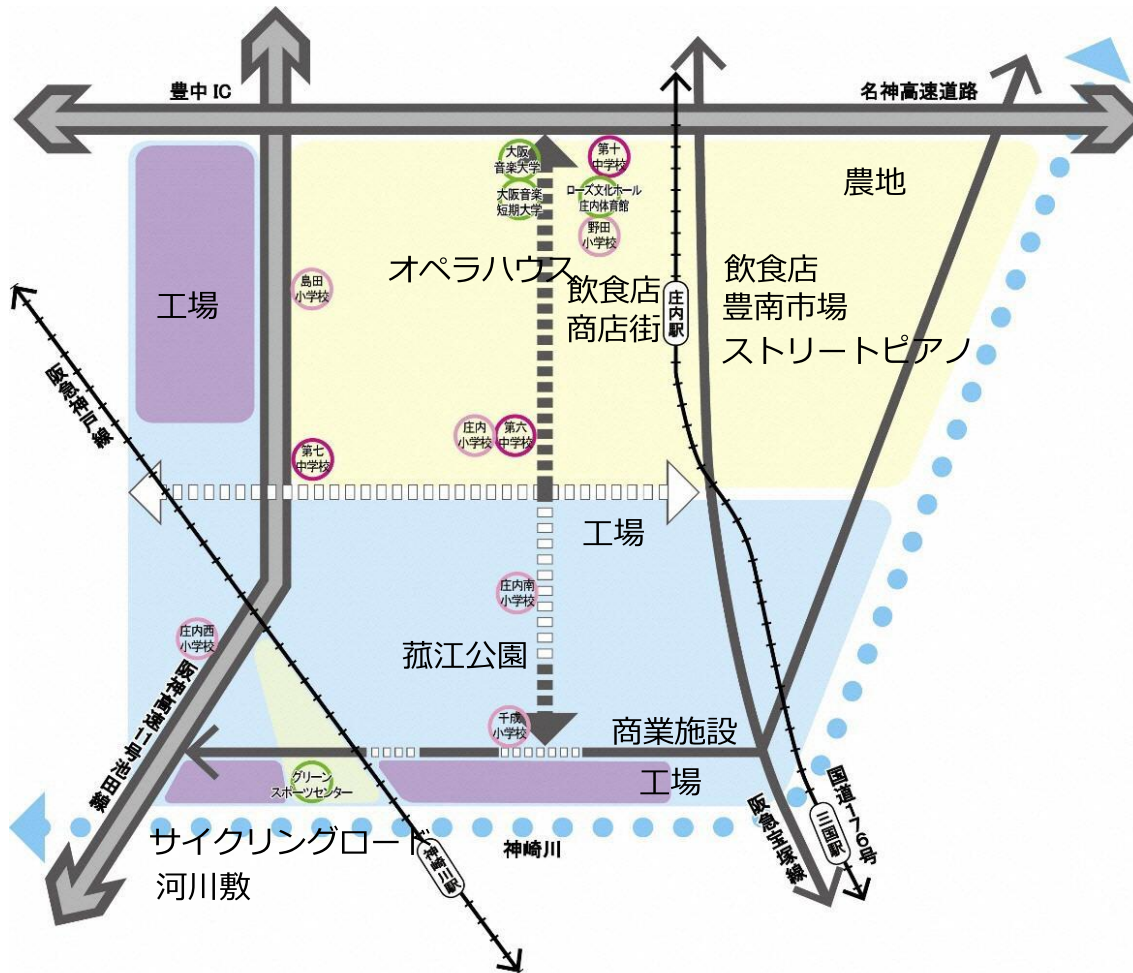 豊中 IC
名神高速道路
大阪
音楽大学
第十
中学校
大阪音楽
短期大学
ローズ文化ホール
庄内体育館
野田
小学校
農地
オペラハウス
島田
小学校
工場
飲食店
商店街
庄内駅
飲食店
豊南市場
ストリートピアノ
阪急神戸線
庄内
小学校
第六
中学校
第七
中学校
工場
庄内南
小学校
庄内西
小学校
菰江公園
阪神高速11号池田線
千成
小学校
商業施設
グリーン
スポーツセンター
工場
サイクリングロード
河川敷
神崎川駅
神崎川
阪急宝塚線
三国駅
国道176号